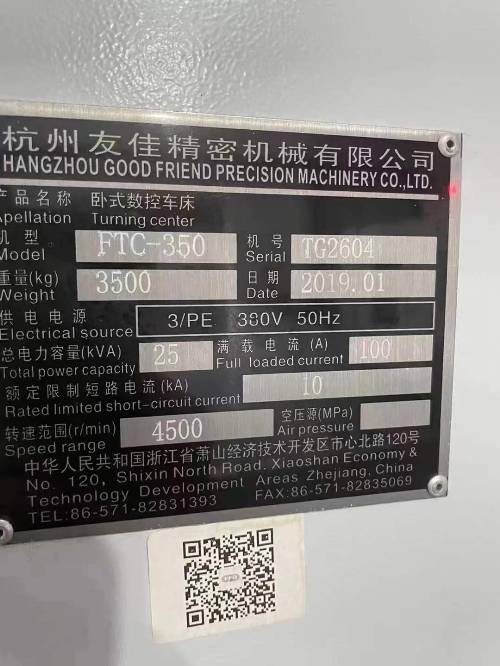 杭州友佳精密机械有限公司
HANGZHOU GOOD FRIEND PRECISION MACHINERY CO.,LTD.
产品名称 卧式数控车床
Apellation Turning center
机型 FTC-350 机号 TG2604
Model Serial
重量(kg) 3500 日期 2019.01
Weight Date
供电电源 3/PE 380V 50Hz
Electrical source
总电力容量(kVA) 25 满载电流(A) 100
Total power capacity Full loaded current
额定限制短路电流(kA) 10
Rated limited short-circuit current
转速范围(r/min) 4500 空压源(MPa)
Speed range Air pressure
中华人民共和国浙江省萧山经济技术开发区市心北路120号
No. 120, Shixin North Road. Xiaoshan Economy &
Technology Development Areas Zhejiang, China
TEL:86-571-82831393 FAX:86-571-82835069